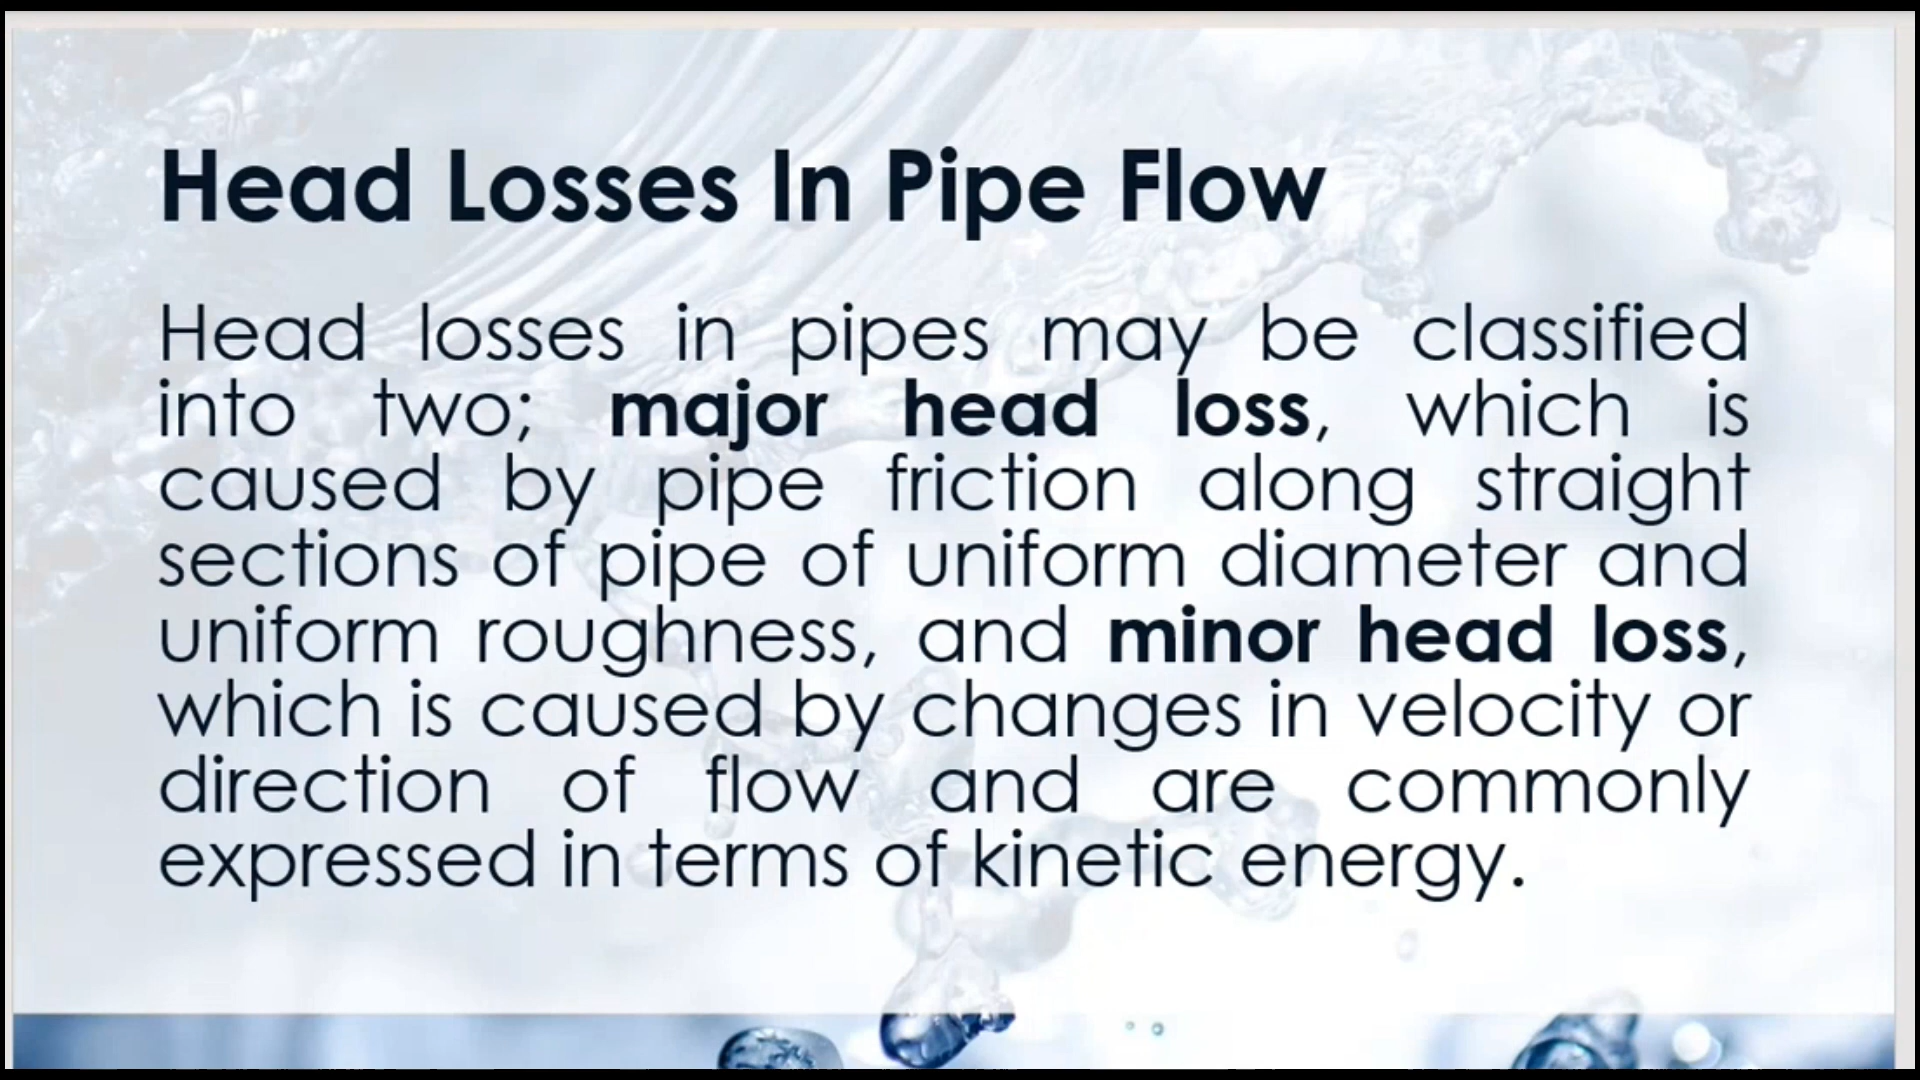 Head Losses In Pipe Flow
Head losses in pipes may be classified
into two; major head loss, which is
caused by pipe friction along straight
sections of pipe of uniform diameter and
uniform roughness, and minor head loss,
which is caused by changes in velocity or
direction of flow and are commonly
expressed in terms of kinetic energy.